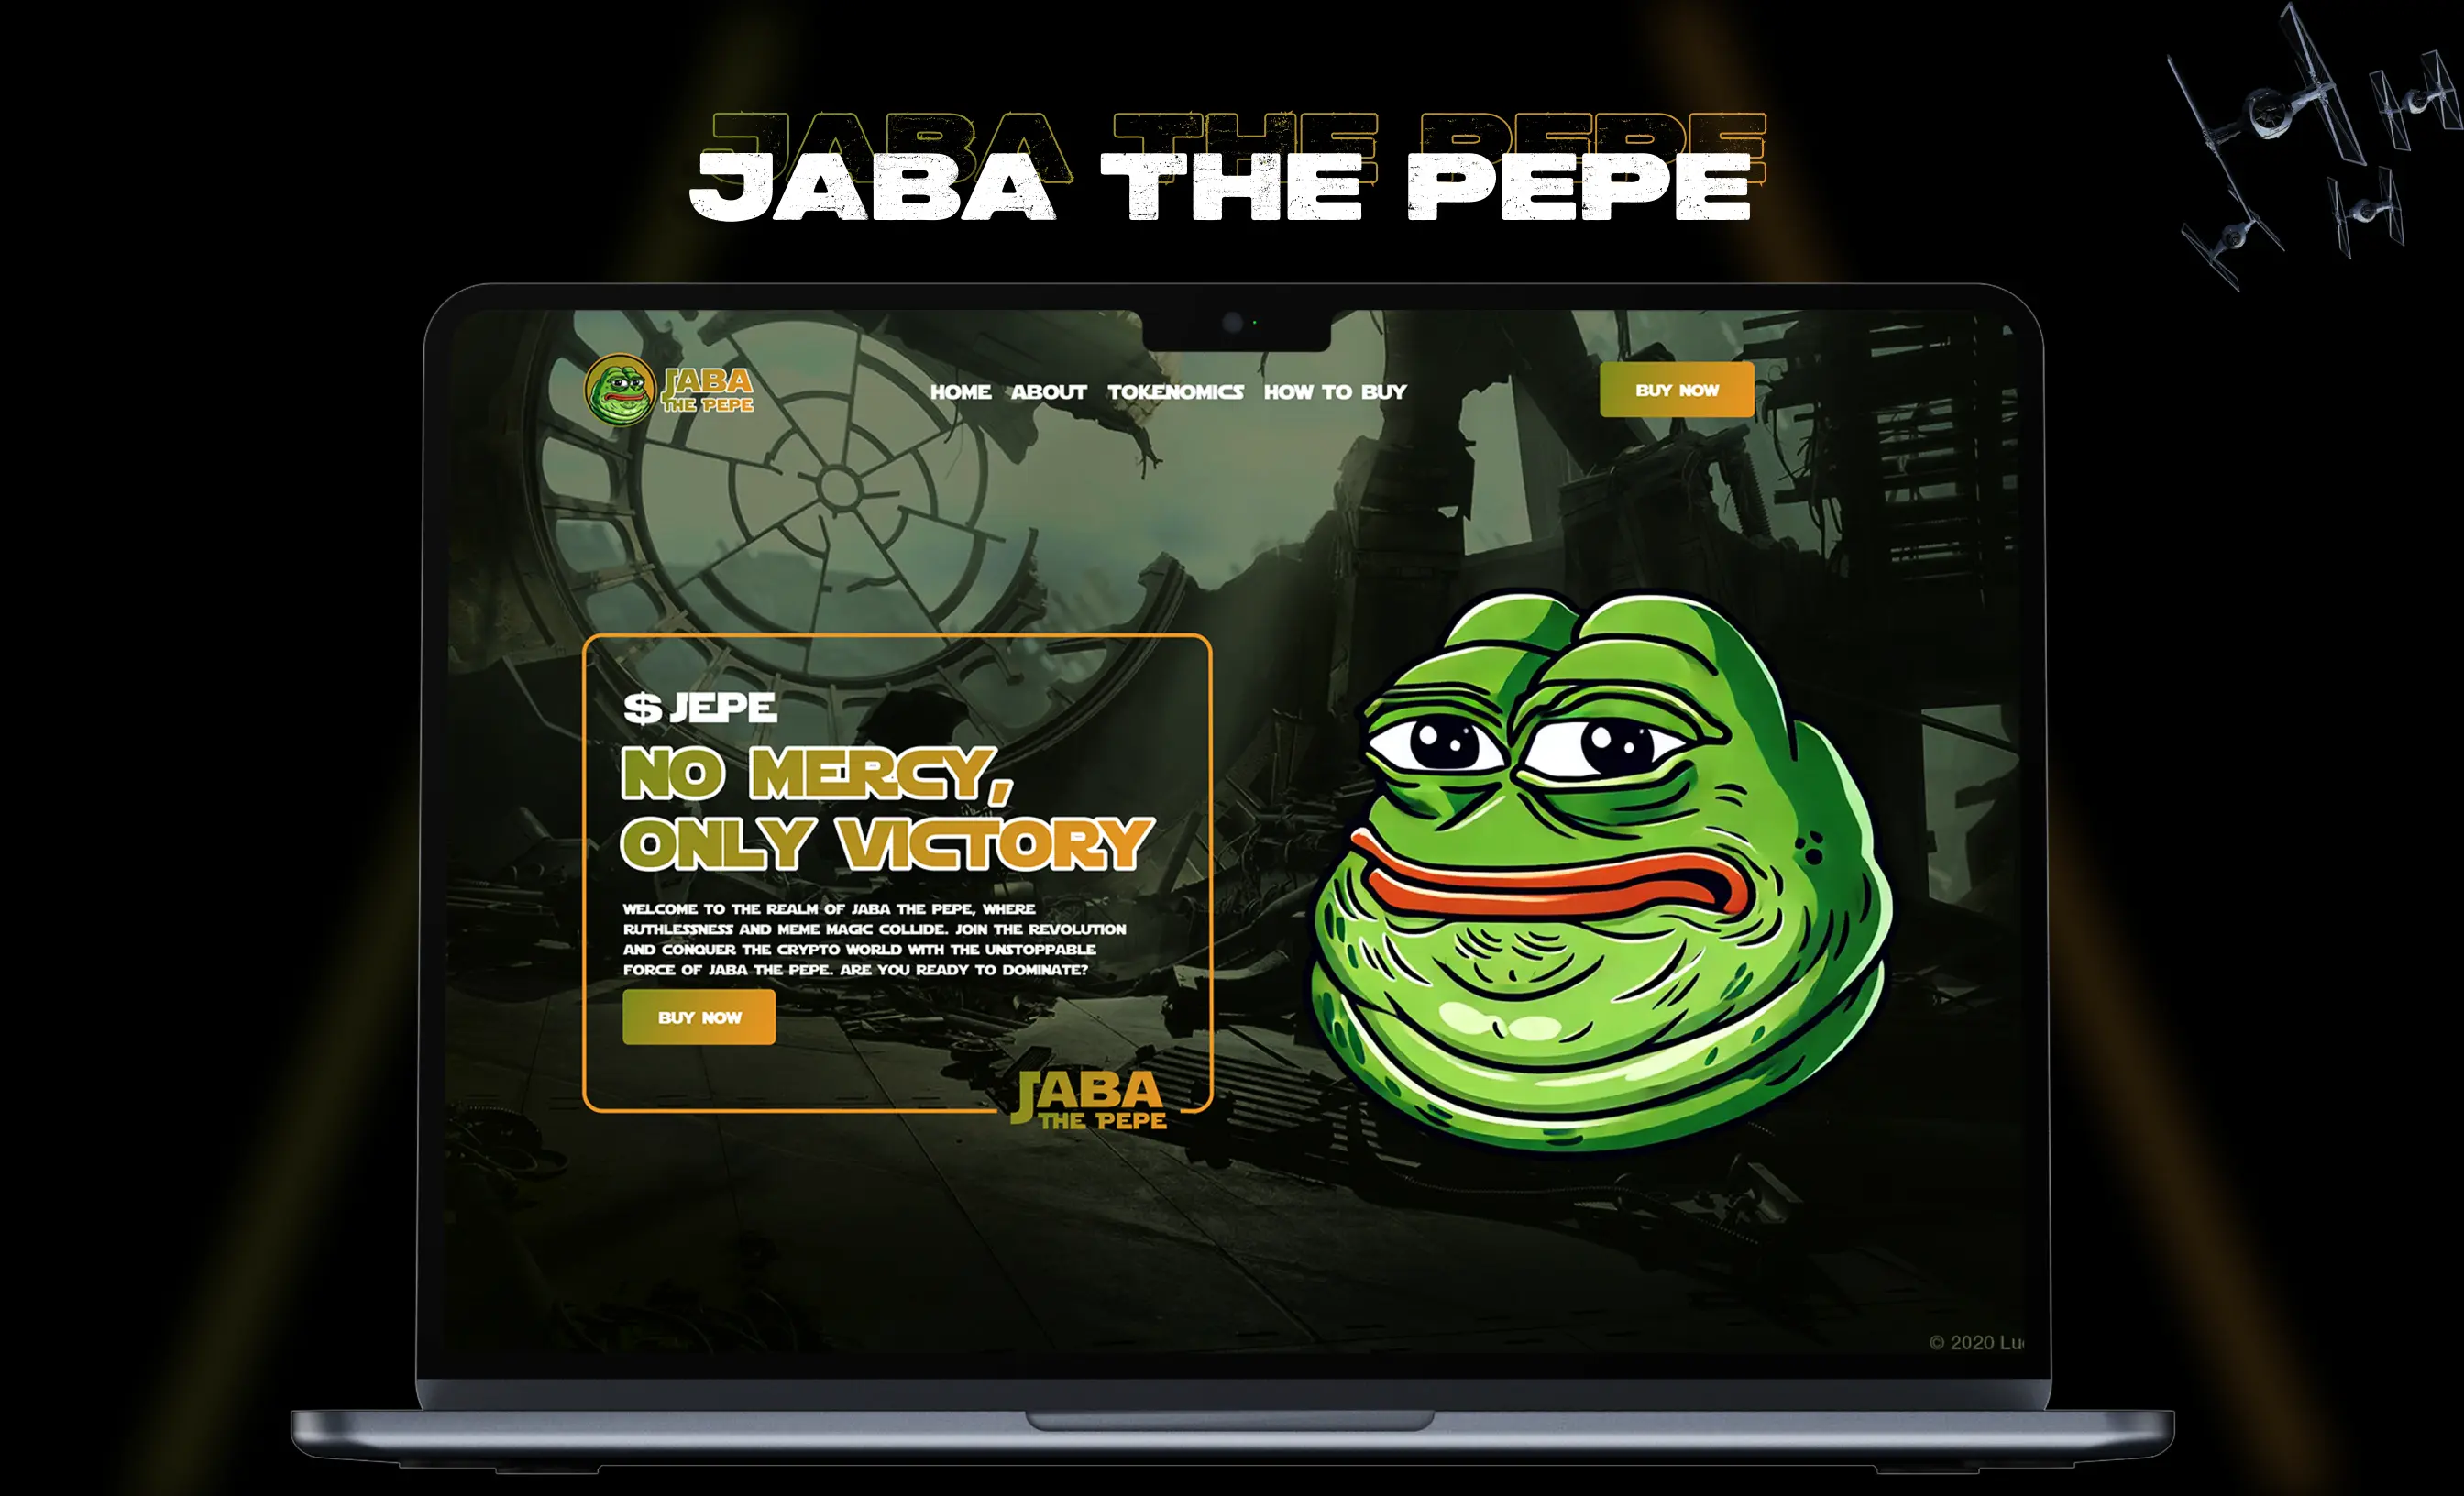 JABA THE PEPE
JABA THE PEPE
JABA
THE PEPE
HOME ABOUT TOKENOMICS HOW TO BUY
BUY NOW
$JEPE
NO MERCY,
ONLY VICTORY
WELCOME TO THE REALM OF JABA THE PEPE, WHERE
RUTHLESSNESS AND MEME MAGIC COLLIDE. JOIN THE REVOLUTION
AND CONQUER THE CRYPTO WORLD WITH THE UNSTOPPABLE
FORCE OF JABA THE PEPE. ARE YOU READY TO DOMINATE?
BUY NOW
JABA
THE PEPE
© 2020